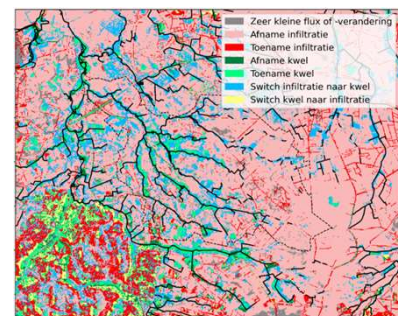 Zeer kleine flux of -verandering
Afname infiltratie
Toename infiltratie
Afname kwel
Toename kwel
Switch infiltratie naar kwel
Switch kwel naar infiltratie